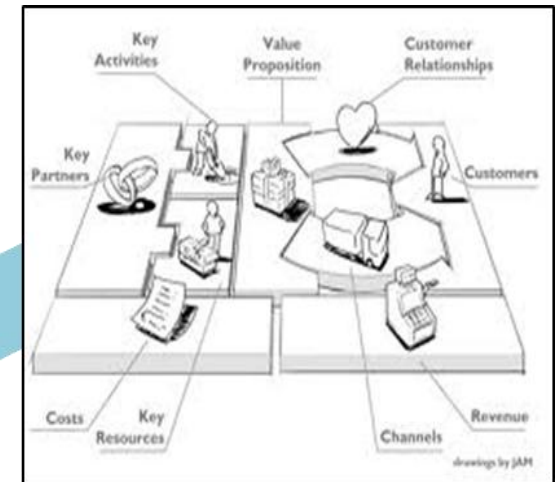 Key
Activities
Value
Proposition
Customer
Relationships
Key
Partners
Customers
Costs
Key
Resources
Channels
Revenue
drawings by JAM